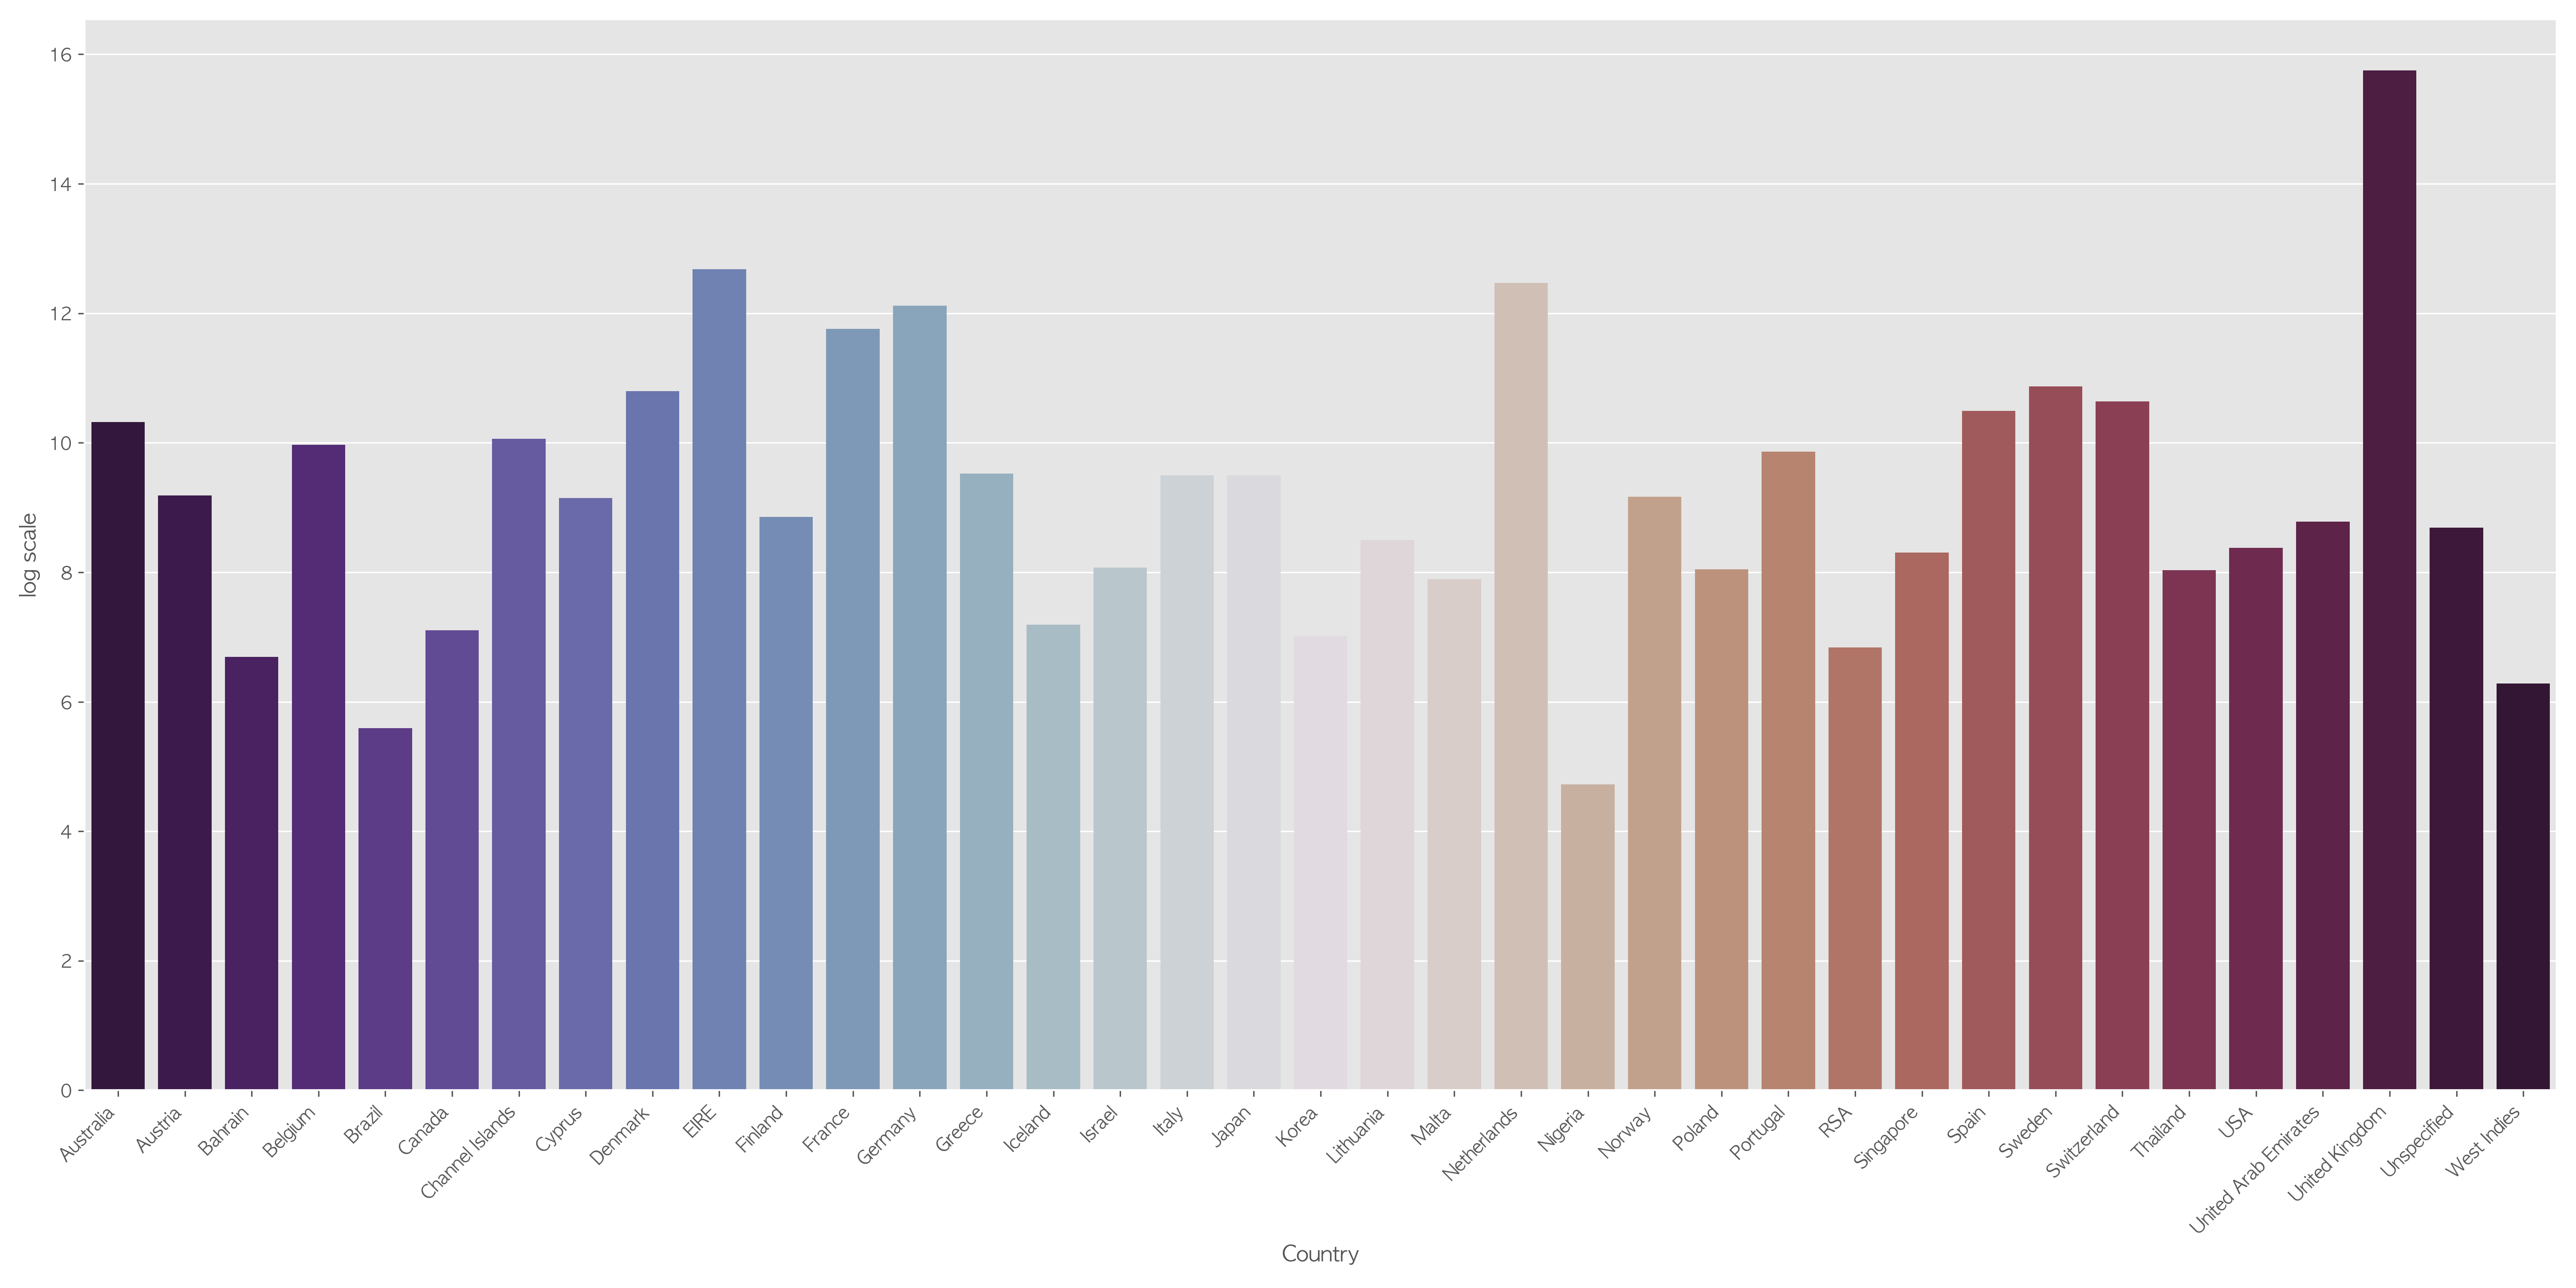 16
14
12
10
8
6
4
2
0
log scale
Australia
Austria
Bahrain
Belgium
Brazil
Canada
Channel Islands
Cyprus
Denmark
EIRE
Finland
France
Germany
Greece
Iceland
Israel
Italy
Japan
Korea
Lithuania
Malta
Netherlands
Nigeria
Norway
Poland
Portugal
RSA
Singapore
Spain
Sweden
Switzerland
Thailand
USA
United Arab Emirates
United Kingdom
Unspecified
West Indies
Country